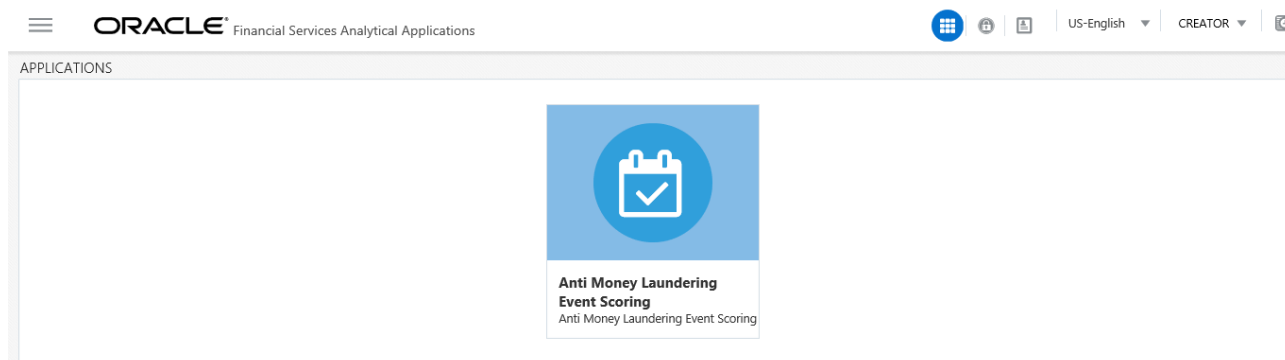 ORACLE® Financial Services Analytical Applications US-English CREATOR
APPLICATIONS
Anti Money Laundering
Event Scoring
Anti Money Laundering Event Scoring